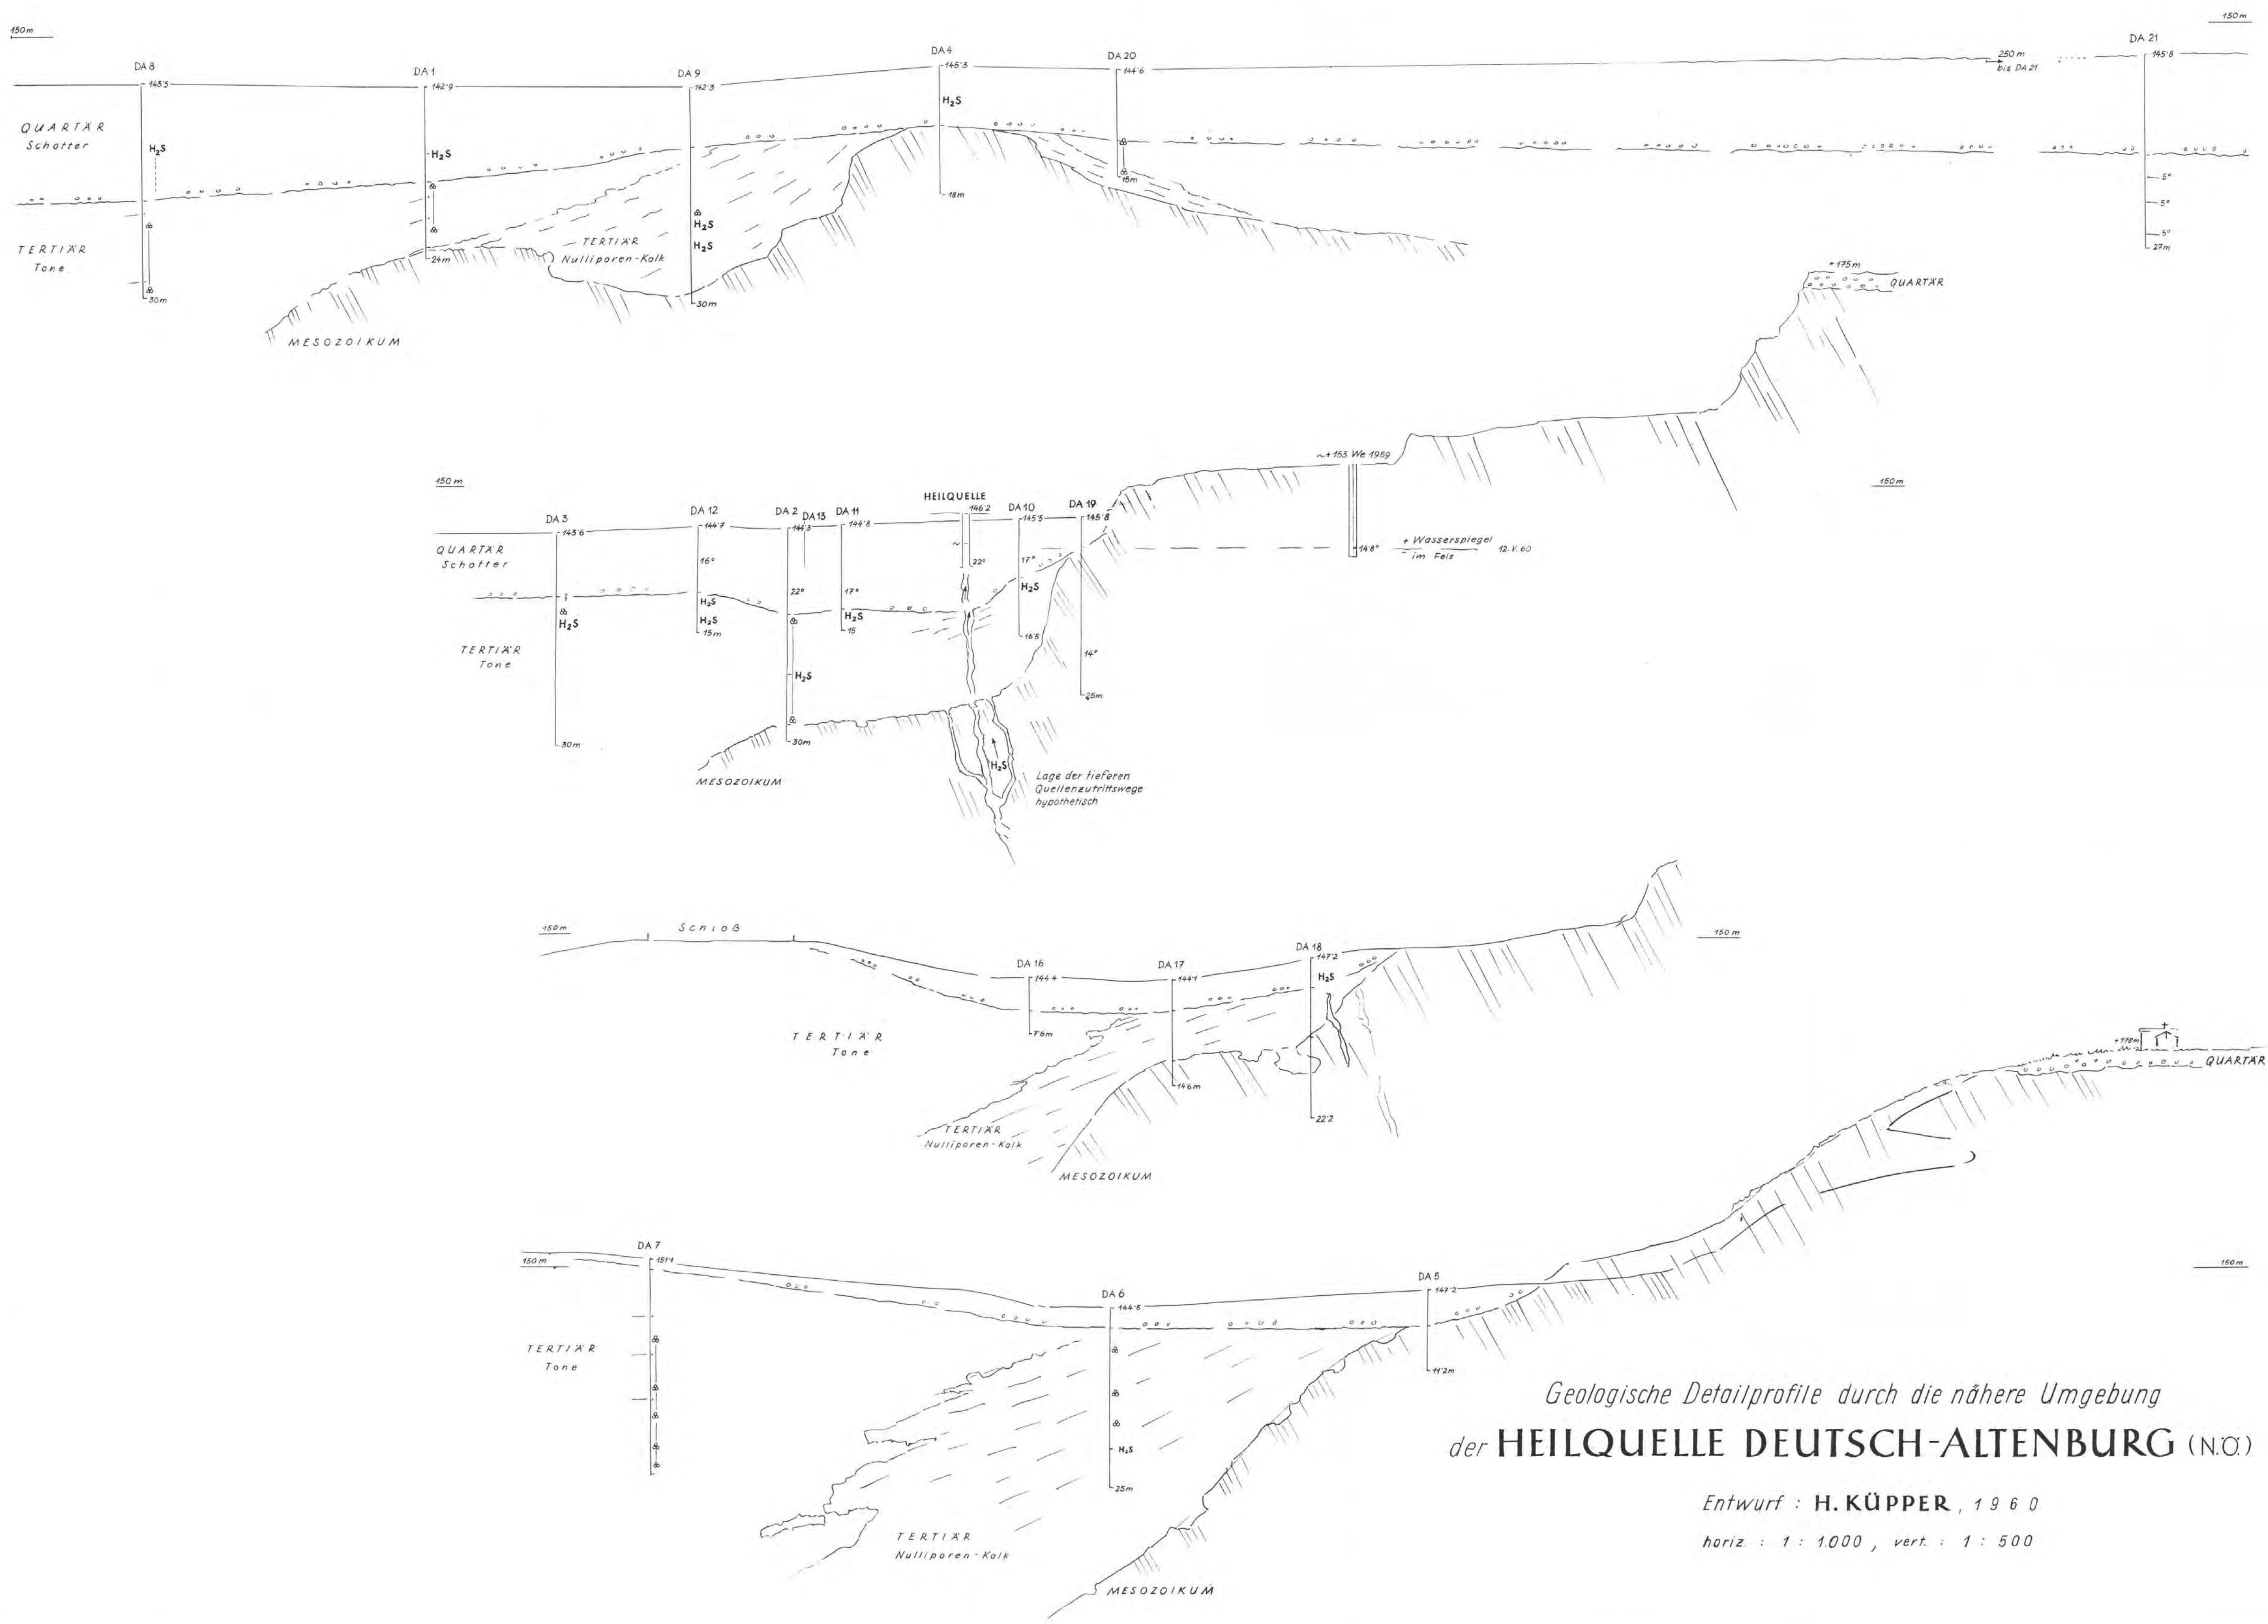 150m
150m
DA 8
143·5
DA 1
142·9
DA 9
142·3
DA 4
145·5
DA 20
144·6
250 m
bis DA 21
DA 21
145·8
QUARTÄR
Schotter
H₂S
H₂S
H₂S
TERTIÄR
Tone
30m
24m
TERTIÄR
Nulliporen-Kalk
H₂S
H₂S
30m
18m
15m
5°
5°
5°
27m
MESOZOIKUM
+175m
QUARTÄR
150 m
150m
~+153 We 1959
DA 3
143·6
DA 12
144·7
DA 2
DA 13
DA 11
144·8
HEILQUELLE
146·2
DA 10
145·5
DA 19
145·8
QUARTÄR
Schotter
16°
22°
17°
22°
17°
14·8°
+ Wasserspiegel
im Fels
12.V.60
H₂S
H₂S
H₂S
15m
H₂S
15
H₂S
16·5
TERTIÄR
Tone
H₂S
14°
25m
30m
30m
MESOZOIKUM
H₂S
Lage der tieferen
Quellenzutrittswege
hypothetisch
150m
Schloß
150m
DA 16
144·4
DA 17
144·1
DA 18
147·2
H₂S
TERTIÄR
Tone
7·6m
14·6m
22·2
TERTIÄR
Nulliporen-Kalk
MESOZOIKUM
+178m
QUARTÄR
150m
DA 7
151·1
150m
DA 6
144·8
DA 5
147·2
TERTIÄR
Tone
H₂S
25m
11·2m
TERTIÄR
Nulliporen-Kalk
MESOZOIKUM
Geologische Detailprofile durch die nähere Umgebung
der HEILQUELLE DEUTSCH-ALTENBURG (N.Ö.)
Entwurf : H. KÜPPER, 1960
horiz. : 1 : 1.000, vert. : 1 : 500